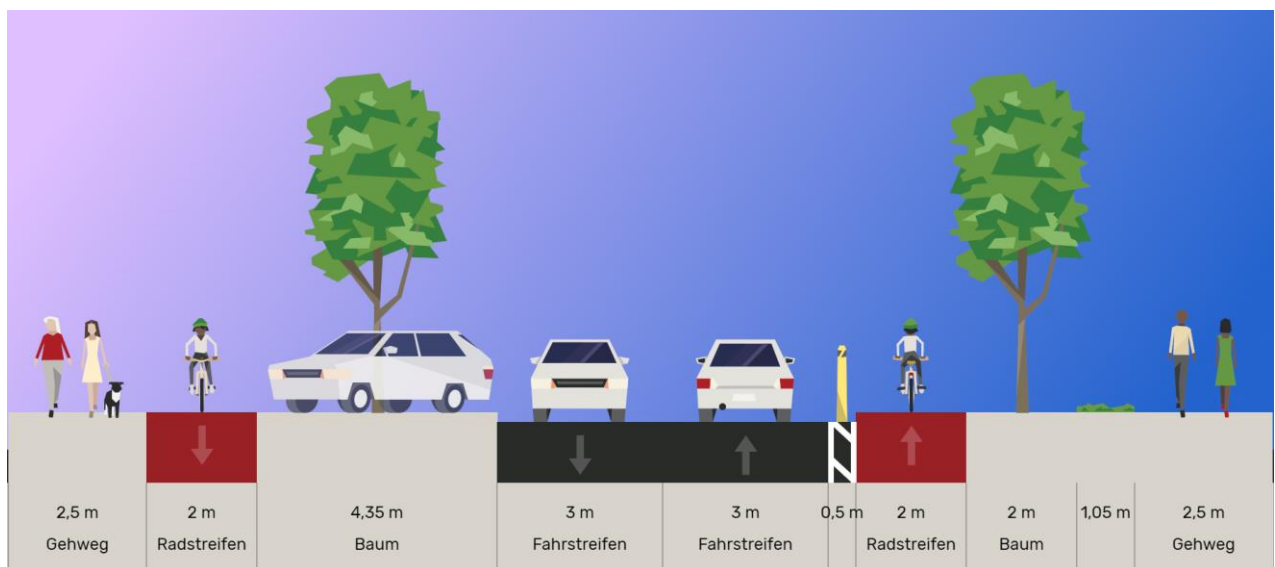 2,5 m
Gehweg
2 m
Radstreifen
4,35 m
Baum
3 m
Fahrstreifen
3 m
Fahrstreifen
0,5 m
2 m
Radstreifen
2 m
Baum
1,05 m
2,5 m
Gehweg